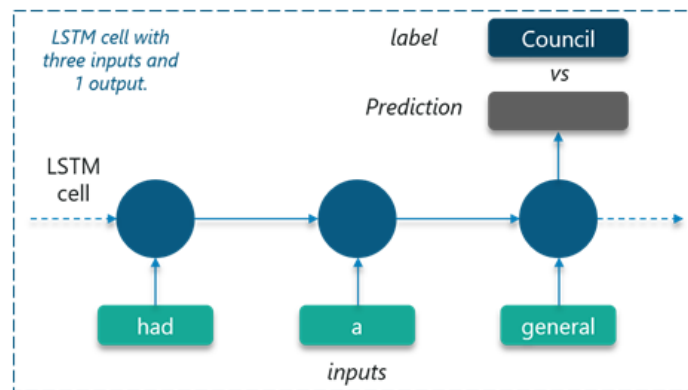 LSTM cell with
three inputs and
1 output.
label
Council
vs
Prediction
LSTM
cell
had
a
general
inputs